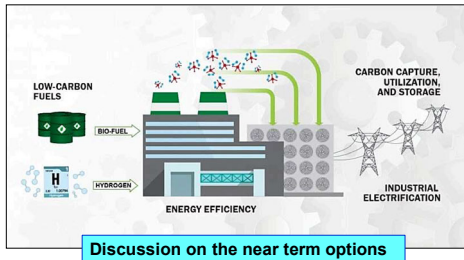 LOW-CARBON
FUELS
BIO-FUEL
H
HYDROGEN
ENERGY EFFICIENCY
CARBON CAPTURE,
UTILIZATION,
AND STORAGE
INDUSTRIAL
ELECTRIFICATION
Discussion on the near term options